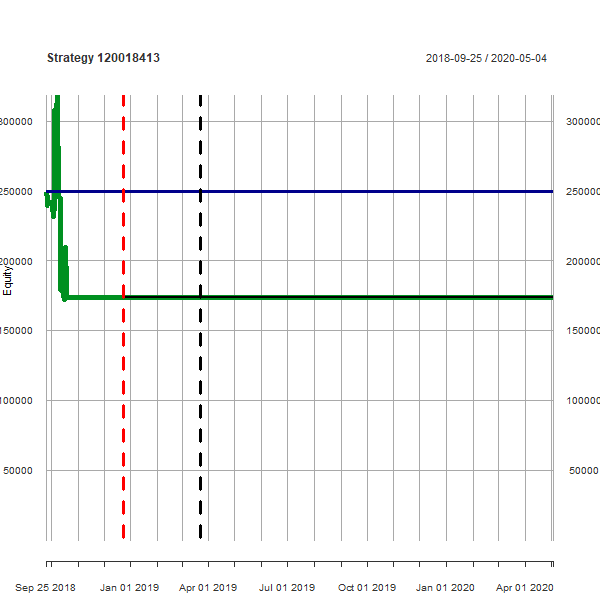 Strategy 120018413 2018-09-25 / 2020-05-04
300000 300000
250000 250000
200000 200000
Equity
150000 150000
100000 100000
50000 50000
Sep 25 2018 Jan 01 2019 Apr 01 2019 Jul 01 2019 Oct 01 2019 Jan 01 2020 Apr 01 2020